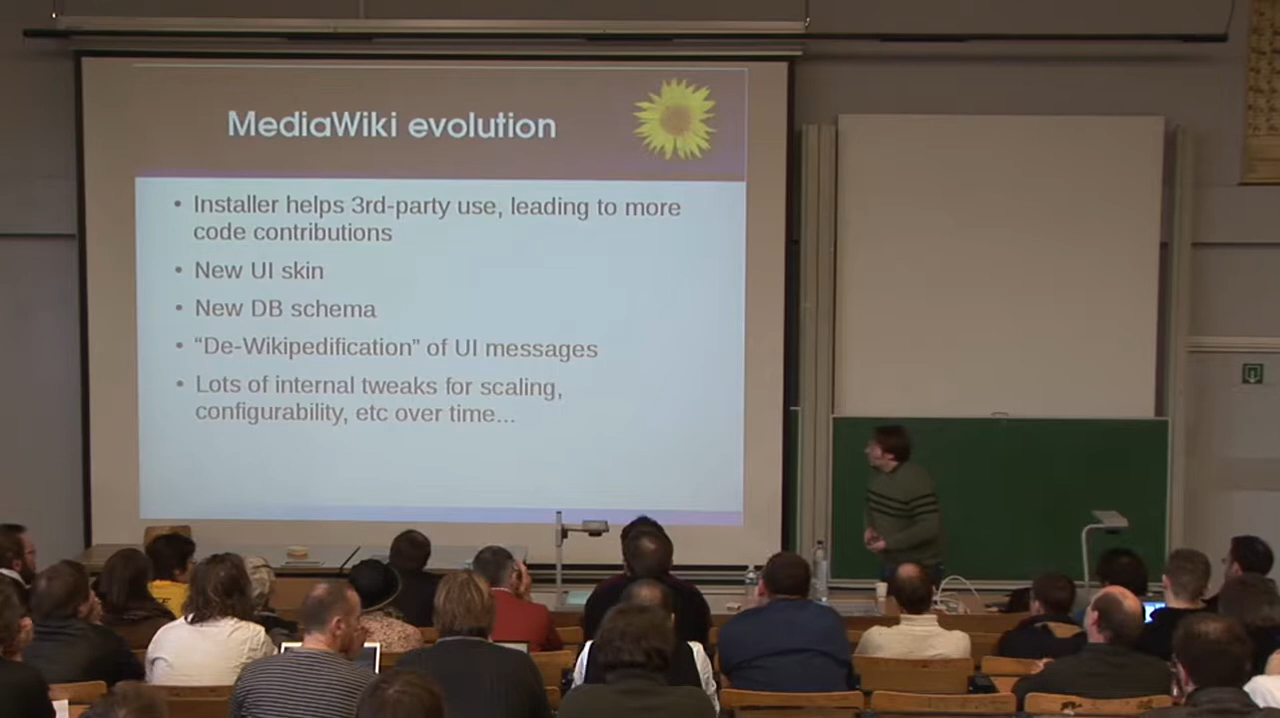 MediaWiki evolution
• Installer helps 3rd-party use, leading to more
code contributions
• New UI skin
• New DB schema
• “De-Wikipedification” of UI messages
• Lots of internal tweaks for scaling,
configurability, etc over time...